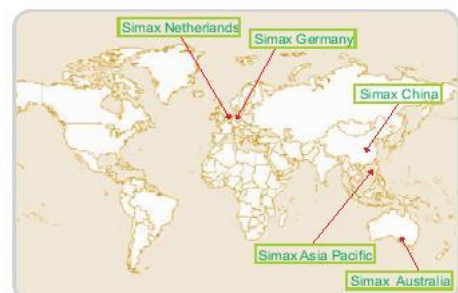 Simax Netherlands
Simax Germany
Simax China
Simax Asia Pacific
Simax Australia